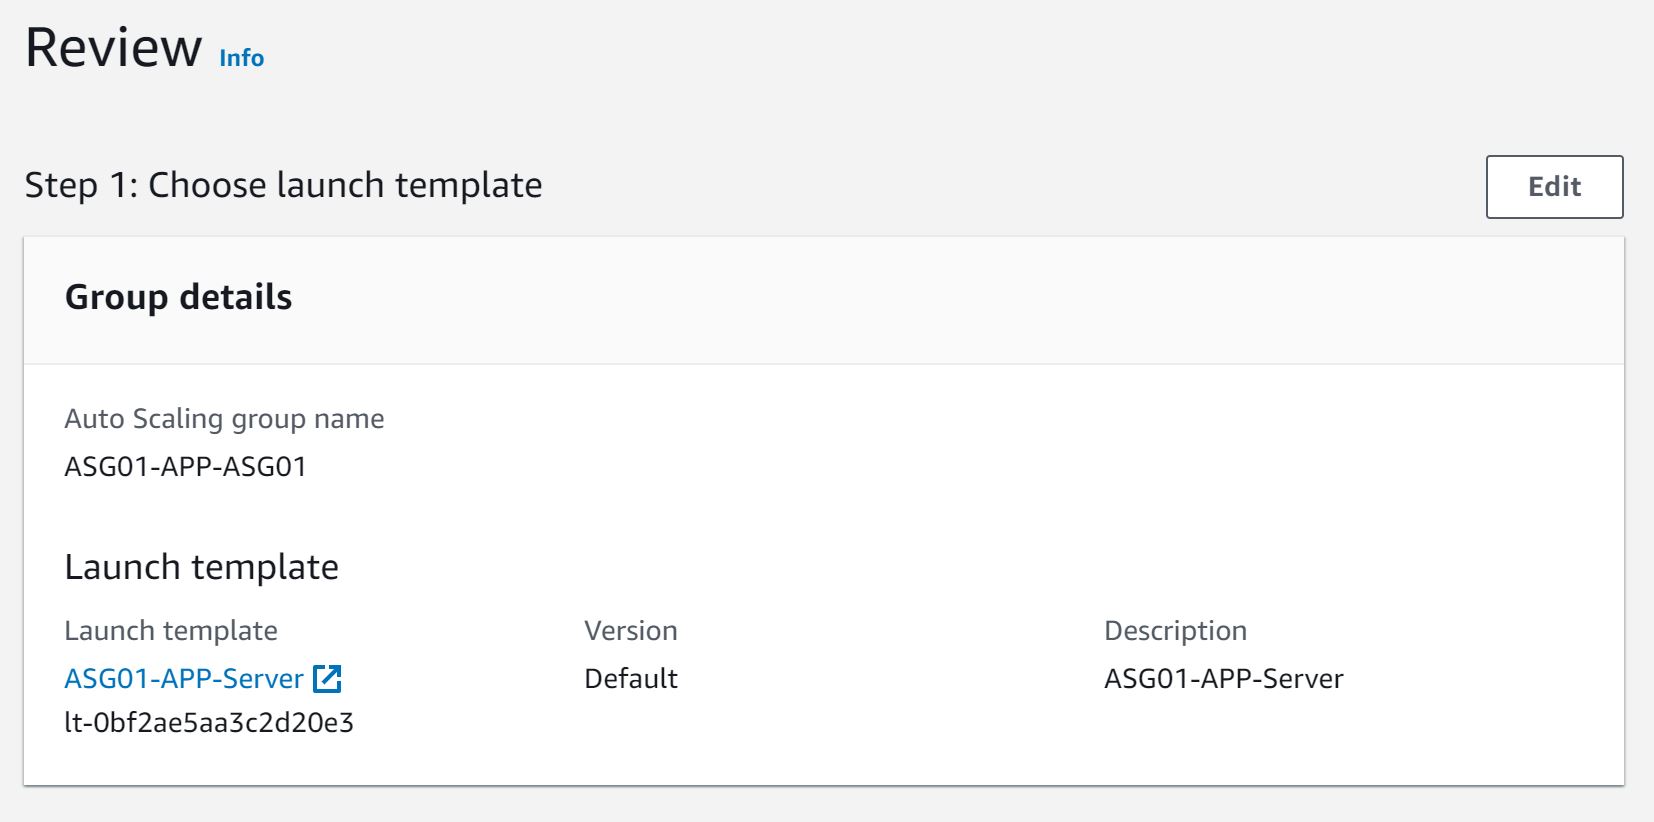 Review Info
Step 1: Choose launch template
Edit
Group details
Auto Scaling group name
ASG01-APP-ASG01
Launch template
Launch template Version Description
ASG01-APP-Server Default ASG01-APP-Server
lt-0bf2ae5aa3c2d20e3